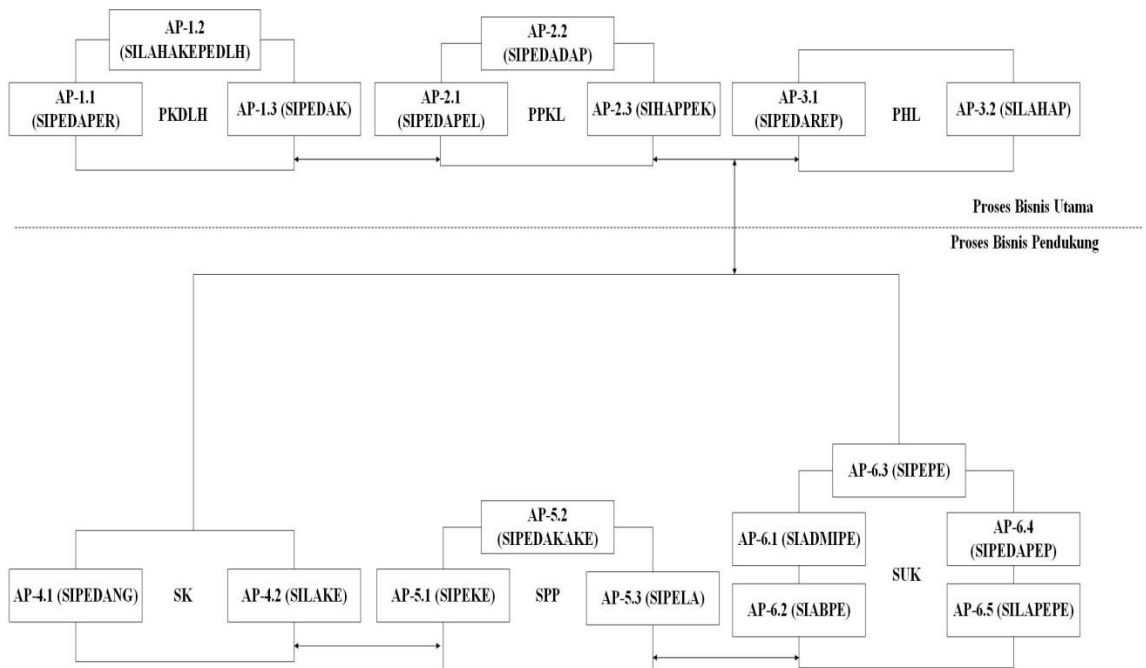 AP-1.2
(SILAHAKEPEDLH)
AP-1.1
(SIPEDAPER)
PKDLH
AP-1.3 (SIPEDAK)
AP-2.2
(SIPEDADAP)
AP-2.1
(SIPEDAPEL)
PPKL
AP-2.3 (SIHAPPEK)
AP-3.1
(SIPEDAREP)
PHL
AP-3.2 (SILAHAP)
Proses Bisnis Utama
Proses Bisnis Pendukung
AP-4.1 (SIPEDANG)
SK
AP-4.2 (SILAKE)
AP-5.2
(SIPEDAKAKE)
AP-5.1 (SIPEKE)
SPP
AP-5.3 (SIPELA)
AP-6.3 (SIPEPE)
AP-6.1 (SIADMIPE)
AP-6.4
(SIPEDAPEP)
SUK
AP-6.2 (SIABPE)
AP-6.5 (SILAPEPE)